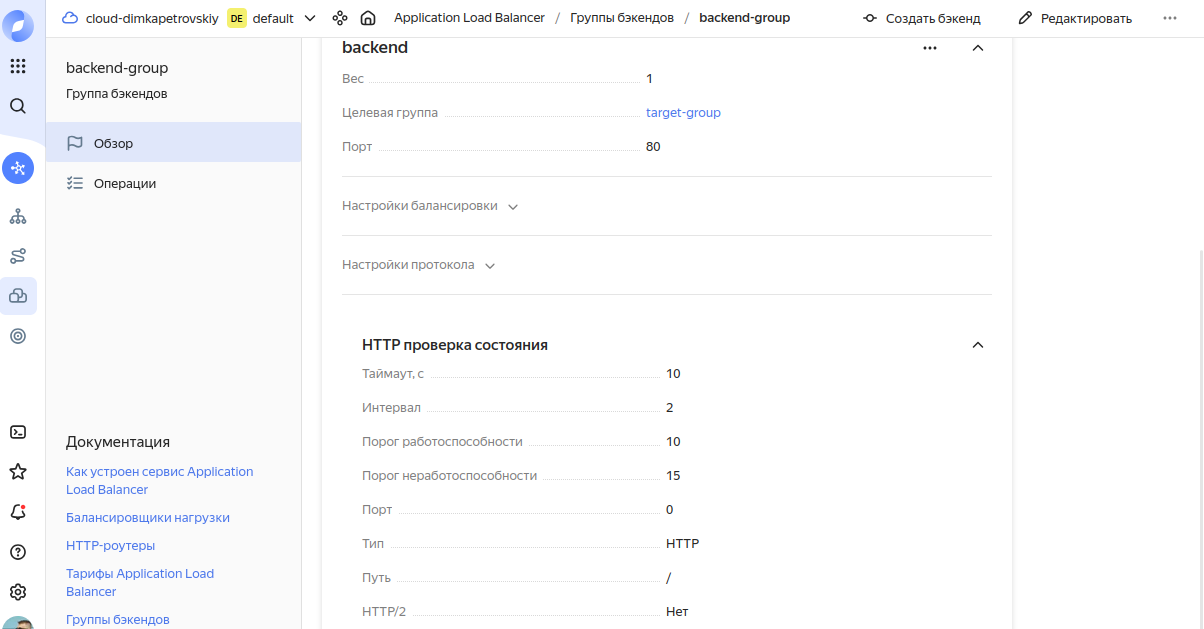 cloud-dimkapetrovskiy DE default Application Load Balancer / Группы бэкендов / backend-group Создать бэкенд Редактировать
backend-group
Группа бэкендов
Обзор
Операции
Документация
Как устроен сервис Application
Load Balancer
Балансировщики нагрузки
HTTP-роутеры
Тарифы Application Load
Balancer
Группы бэкендов
backend
Вес 1
Целевая группа target-group
Порт 80
Настройки балансировки
Настройки протокола
HTTP проверка состояния
Таймаут, с 10
Интервал 2
Порог работоспособности 10
Порог неработоспособности 15
Порт 0
Тип HTTP
Путь /
HTTP/2 Нет